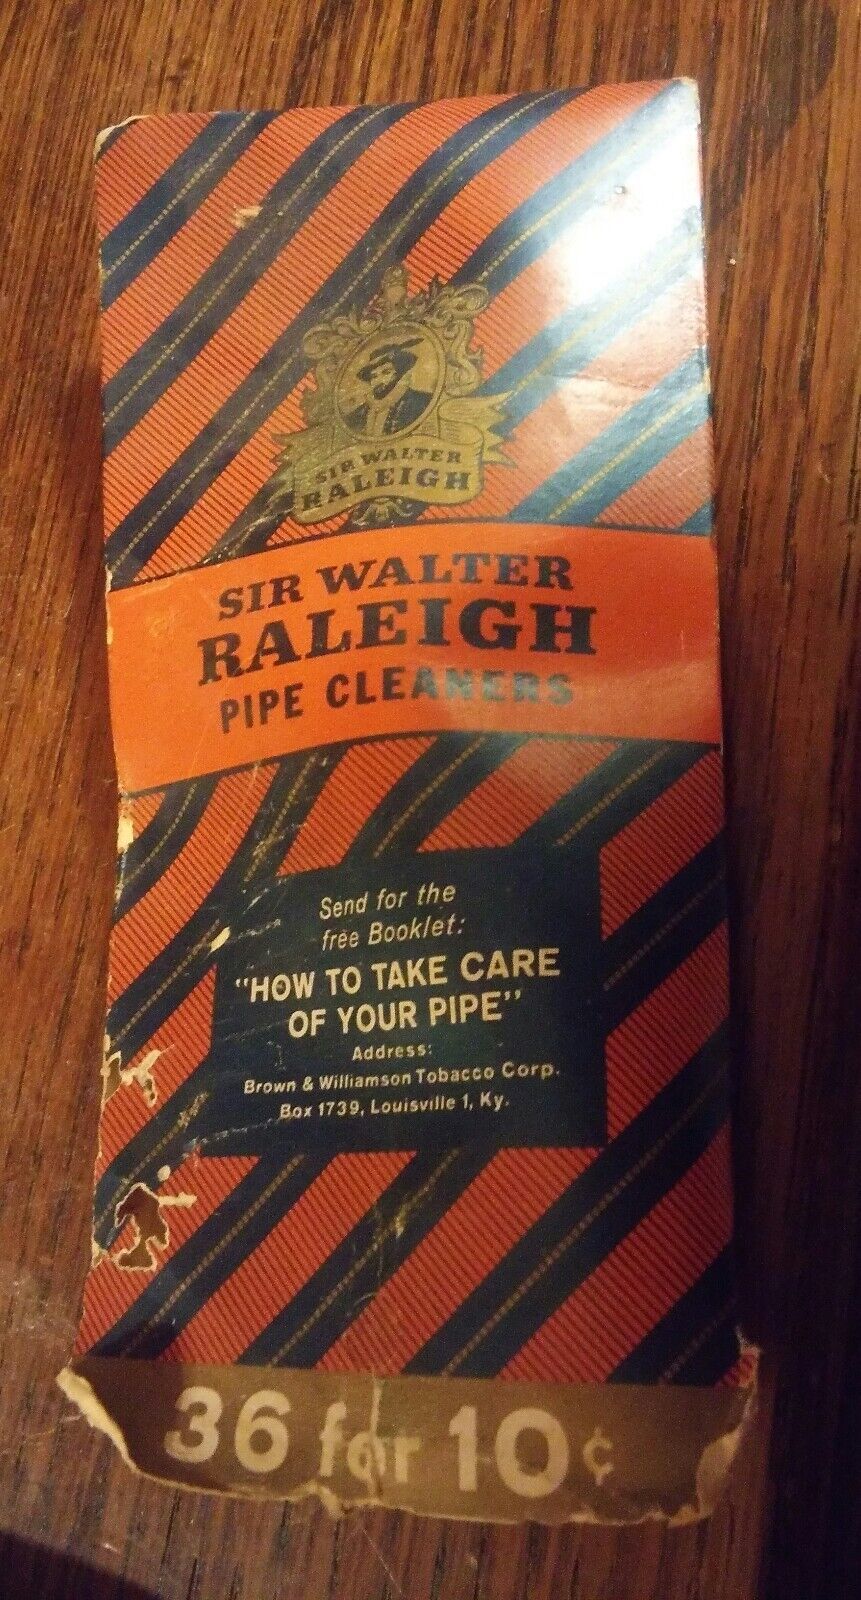 SIR WALTER
RALEIGH
SIR WALTER
RALEIGH
PIPE CLEANERS
Send for the
free Booklet:
"HOW TO TAKE CARE
OF YOUR PIPE"
Address:
Brown & Williamson Tobacco Corp.
Box 1739, Louisville 1, Ky.
36 for 10¢